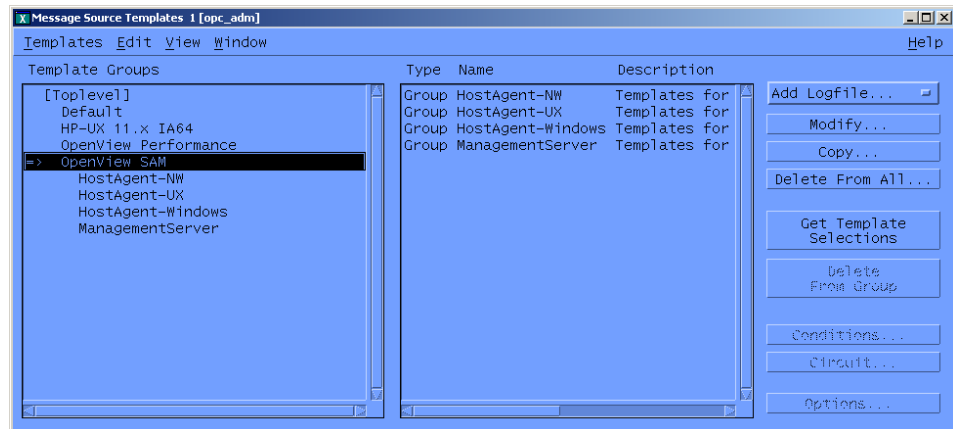 Message Source Templates 1 [opc_adm]
Templates Edit View Window Help
Template Groups
[Toplevel]
Default
HP-UX 11.x IA64
OpenView Performance
=> OpenView SAM
HostAgent-NW
HostAgent-UX
HostAgent-Windows
ManagementServer
Type Name Description
Group HostAgent-NW Templates for
Group HostAgent-UX Templates for
Group HostAgent-Windows Templates for
Group ManagementServer Templates for
Add Logfile...
Modify...
Copy...
Delete From All...
Get Template
Selections
Delete
From Group
Conditions...
Circuit...
Options...